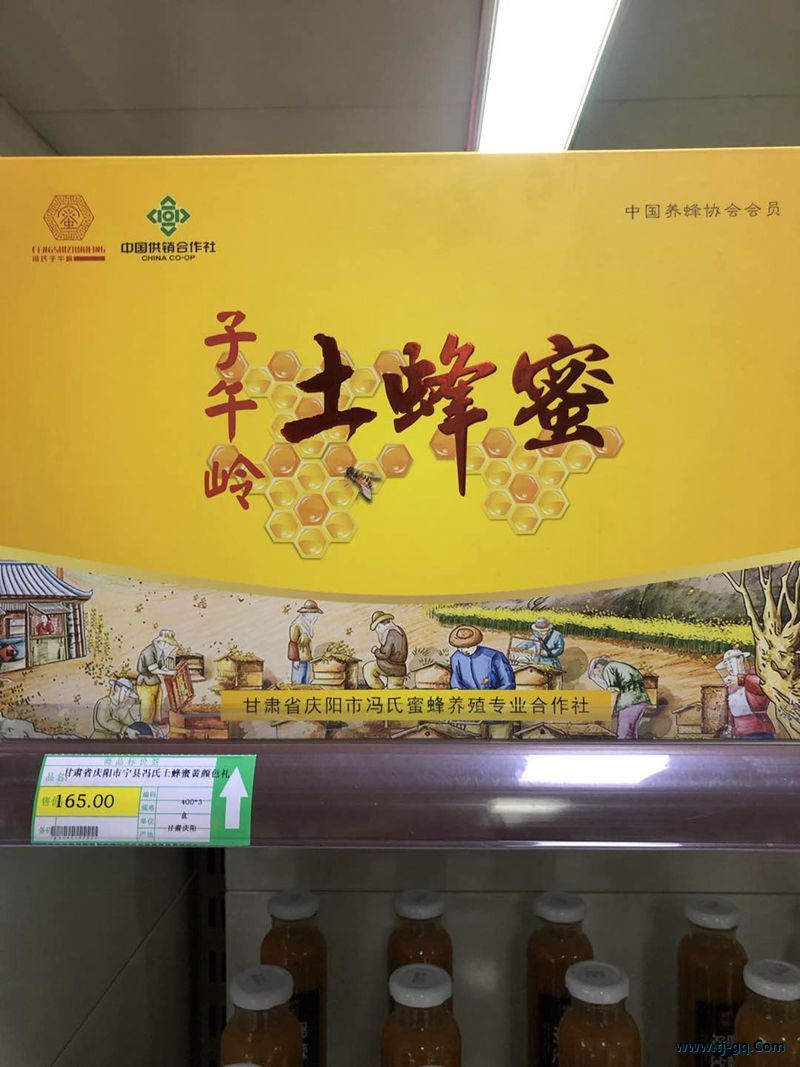 中国养蜂协会会员
蜜
FENGSHIZIWULING
冯氏子午岭
中国供销合作社
CHINA CO-OP
子午岭
土蜂蜜
甘肃省庆阳市冯氏蜜蜂养殖专业合作社
商品标价签
品名 甘肃省庆阳市宁县冯氏土蜂蜜黄颜色礼
售价 165.00
编码
规格 400*3
单位 盒
产地 甘肃庆阳
条码
www.tj-gq.Com